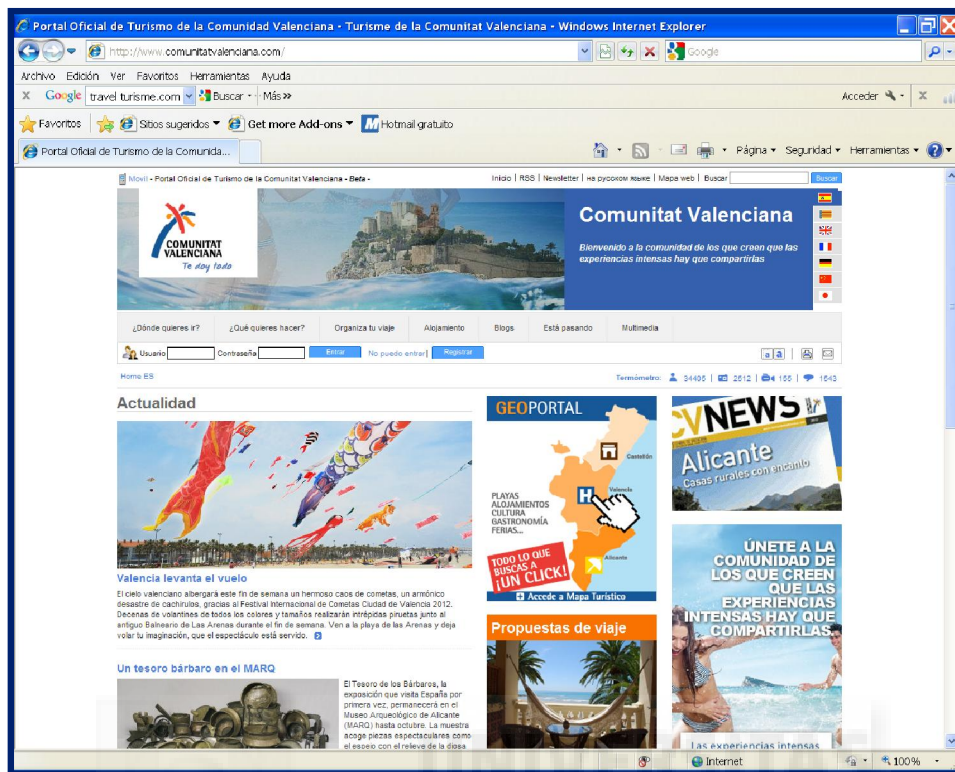 Portal Oficial de Turismo de la Comunidad Valenciana - Turisme de la Comunitat Valenciana - Windows Internet Explorer
http://www.comunitatvalenciana.com/
Google
Archivo Edición Ver Favoritos Herramientas Ayuda
x Google travel turisme.com Buscar Más >> Acceder x
Favoritos Sitios sugeridos Get more Add-ons Hotmail gratuito
Portal Oficial de Turismo de la Comunida... Página Seguridad Herramientas
Movil - Portal Oficial de Turismo de la Comunitat Valenciana - Beta - Inicio | RSS | Newsletter | на русском языке | Mapa web | Buscar Buscar
COMUNITAT
VALENCIANA
Te doy todo
Comunitat Valenciana
Bienvenido a la comunidad de los que creen que las
experiencias intensas hay que compartirlas
¿Dónde quieres ir? ¿Qué quieres hacer? Organiza tu viaje Alojamiento Blogs Está pasando Multimedia
Usuario Contraseña Entrar No puedo entrar| Registrar a a
Home ES Termómetro: 34405 | 2612 | 155 | 1543
Actualidad
Valencia levanta el vuelo
El cielo valenciano albergará este fin de semana un hermoso caos de cometas, un armónico
desastre de cachirulos, gracias al Festival Internacional de Cometas Ciudad de Valencia 2012.
Decenas de volantines de todos los colores y tamaños realizarán intrépidas piruetas junto al
antiguo Balneario de Las Arenas durante el fin de semana. Ven a la playa de las Arenas y deja
volar tu imaginación, que el espectáculo está servido.
Un tesoro bárbaro en el MARQ
El Tesoro de los Bárbaros, la
exposición que visita España por
primera vez, permanecerá en el
Museo Arqueológico de Alicante
(MARQ) hasta octubre. La muestra
acoge piezas espectaculares como
el espejo con el relieve de la diosa
GEOPORTAL
Castellón
Valencia
H
PLAYAS
ALOJAMIENTOS
CULTURA
GASTRONOMÍA
FERIAS...
Alicante
TODO LO QUE
BUSCAS A
¡UN CLICK!
Accede a Mapa Turístico
Propuestas de viaje
CVNEWS
Alicante
Casas rurales con encanto
ÚNETE A LA
COMUNIDAD DE
LOS QUE CREEN
QUE LAS
EXPERIENCIAS
INTENSAS HAY QUE
COMPARTIRLAS
Las experiencias intensas
Internet 100%